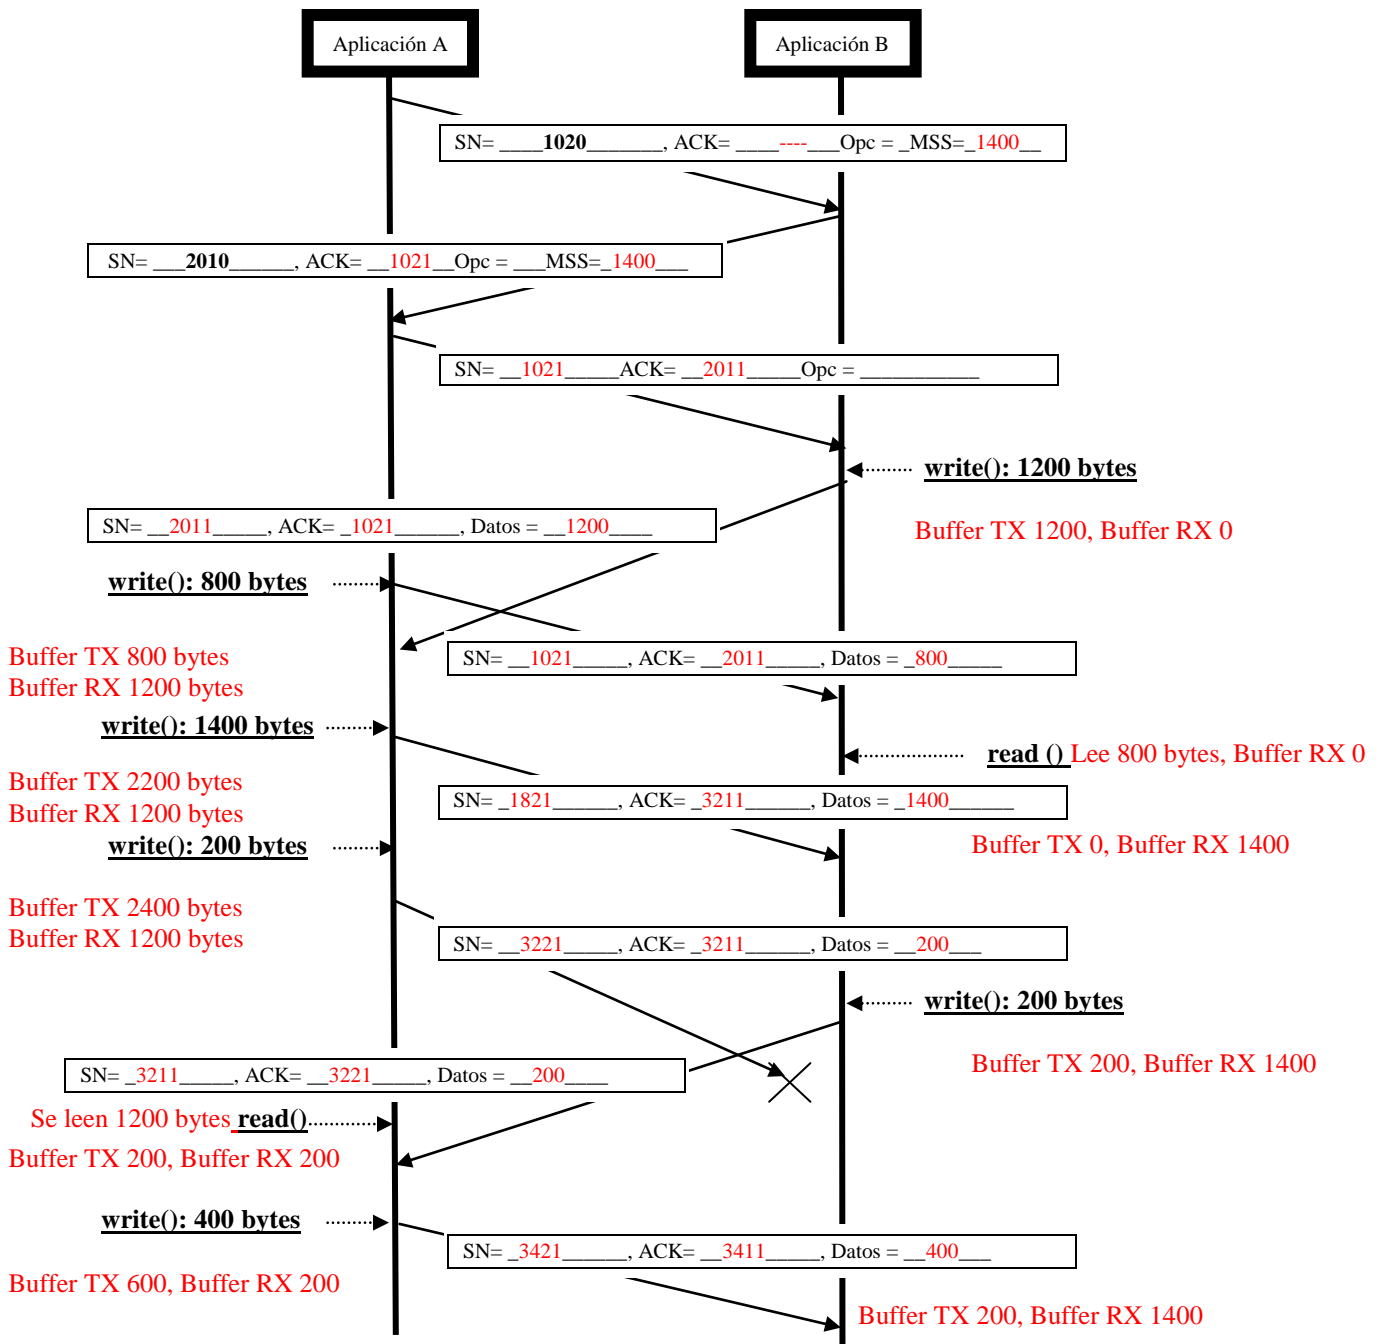 Aplicación A
Aplicación B
SN= ____1020_______, ACK= ____----___Opc = _MSS=_1400__
SN= ___2010______, ACK= __1021__Opc = ___MSS=_1400___
SN= __1021_____ACK= __2011_____Opc = ___________
write(): 1200 bytes
SN= __2011_____, ACK= _1021______, Datos = __1200____
Buffer TX 1200, Buffer RX 0
write(): 800 bytes
Buffer TX 800 bytes
Buffer RX 1200 bytes
SN= __1021_____, ACK= __2011_____, Datos = _800_____
write(): 1400 bytes
read () Lee 800 bytes, Buffer RX 0
Buffer TX 2200 bytes
Buffer RX 1200 bytes
SN= _1821______, ACK= _3211______, Datos = _1400______
write(): 200 bytes
Buffer TX 0, Buffer RX 1400
Buffer TX 2400 bytes
Buffer RX 1200 bytes
SN= __3221_____, ACK= _3211______, Datos = __200___
write(): 200 bytes
Buffer TX 200, Buffer RX 1400
SN= _3211_____, ACK= __3221_____, Datos = __200____
Se leen 1200 bytes read()
Buffer TX 200, Buffer RX 200
write(): 400 bytes
SN= _3421______, ACK= __3411_____, Datos = __400___
Buffer TX 600, Buffer RX 200
Buffer TX 200, Buffer RX 1400